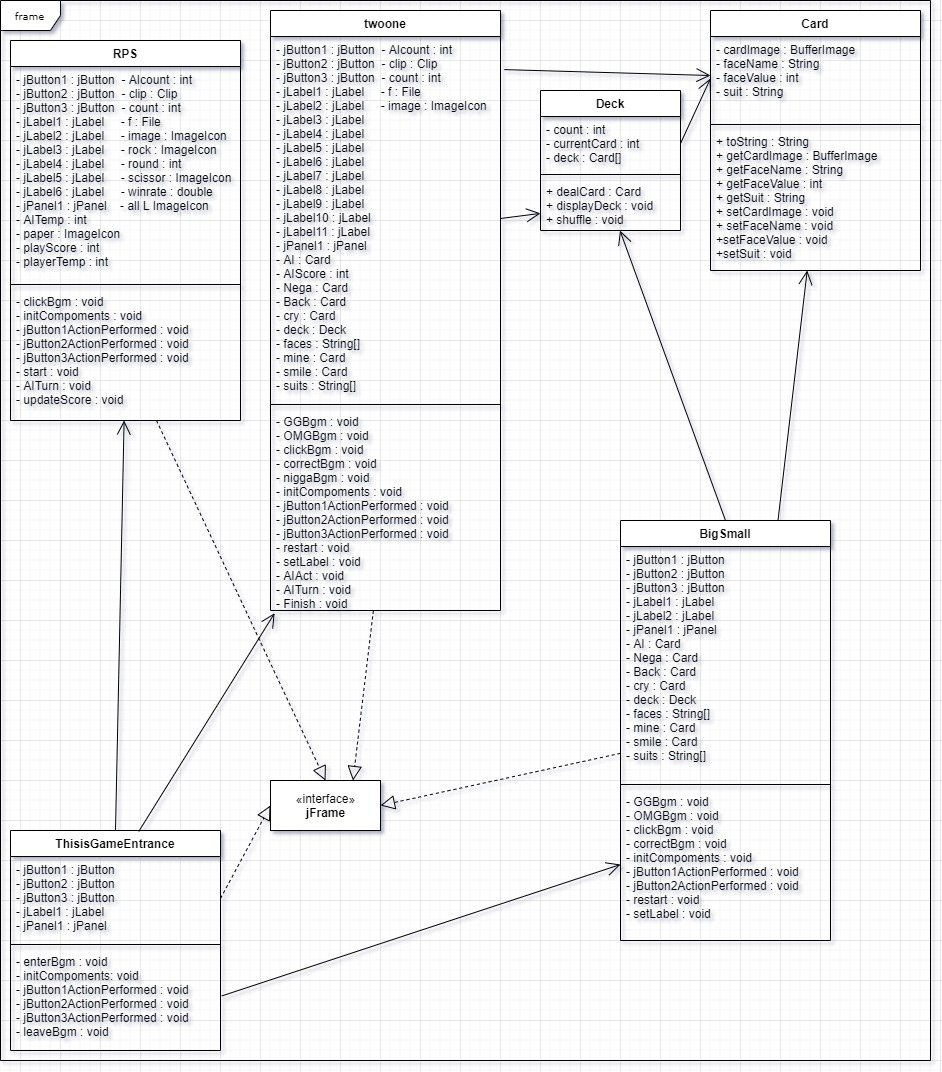 frame
RPS
- jButton1 : jButton - AIcount : int
- jButton2 : jButton - clip : Clip
- jButton3 : jButton - count : int
- jLabel1 : jLabel - f : File
- jLabel2 : jLabel - image : ImageIcon
- jLabel3 : jLabel - rock : ImageIcon
- jLabel4 : jLabel - round : int
- jLabel5 : jLabel - scissor : ImageIcon
- jLabel6 : jLabel - winrate : double
- jPanel1 : jPanel - all L ImageIcon
- AITemp : int
- paper : ImageIcon
- playScore : int
- playerTemp : int
- clickBgm : void
- initCompoments : void
- jButton1ActionPerformed : void
- jButton2ActionPerformed : void
- jButton3ActionPerformed : void
- start : void
- AITurn : void
- updateScore : void
twoone
- jButton1 : jButton - AIcount : int
- jButton2 : jButton - clip : Clip
- jButton3 : jButton - count : int
- jLabel1 : jLabel - f : File
- jLabel2 : jLabel - image : ImageIcon
- jLabel3 : jLabel
- jLabel4 : jLabel
- jLabel5 : jLabel
- jLabel6 : jLabel
- jLabel7 : jLabel
- jLabel8 : jLabel
- jLabel9 : jLabel
- jLabel10 : jLabel
- jLabel11 : jLabel
- jPanel1 : jPanel
- AI : Card
- AIScore : int
- Nega : Card
- Back : Card
- cry : Card
- deck : Deck
- faces : String[]
- mine : Card
- smile : Card
- suits : String[]
- GGBgm : void
- OMGBgm : void
- clickBgm : void
- correctBgm : void
- niggaBgm : void
- initCompoments : void
- jButton1ActionPerformed : void
- jButton2ActionPerformed : void
- jButton3ActionPerformed : void
- restart : void
- setLabel : void
- AIAct : void
- AITurn : void
- Finish : void
Deck
- count : int
- currentCard : int
- deck : Card[]
+ dealCard : Card
+ displayDeck : void
+ shuffle : void
Card
- cardImage : BufferImage
- faceName : String
- faceValue : int
- suit : String
+ toString : String
+ getCardImage : BufferImage
+ getFaceName : String
+ getFaceValue : int
+ getSuit : String
+ setCardImage : void
+ setFaceName : void
+setFaceValue : void
+setSuit : void
BigSmall
- jButton1 : jButton
- jButton2 : jButton
- jButton3 : jButton
- jLabel1 : jLabel
- jLabel2 : jLabel
- jPanel1 : jPanel
- AI : Card
- Nega : Card
- Back : Card
- cry : Card
- deck : Deck
- faces : String[]
- mine : Card
- smile : Card
- suits : String[]
- GGBgm : void
- OMGBgm : void
- clickBgm : void
- correctBgm : void
- initCompoments : void
- jButton1ActionPerformed : void
- jButton2ActionPerformed : void
- restart : void
- setLabel : void
«interface»
jFrame
ThisisGameEntrance
- jButton1 : jButton
- jButton2 : jButton
- jButton3 : jButton
- jLabel1 : jLabel
- jPanel1 : jPanel
- enterBgm : void
- initCompoments: void
- jButton1ActionPerformed : void
- jButton2ActionPerformed : void
- jButton3ActionPerformed : void
- leaveBgm : void